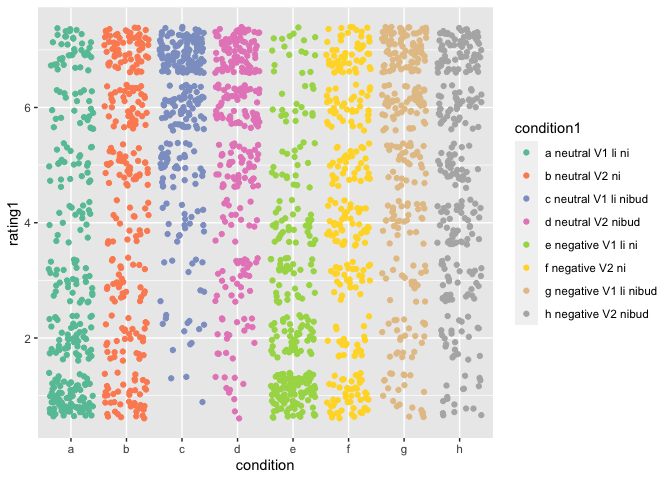 6
4
2
rating1
a
b
c
d
e
f
g
h
condition
condition1
a neutral V1 li ni
b neutral V2 ni
c neutral V1 li nibud
d neutral V2 nibud
e negative V1 li ni
f negative V2 ni
g negative V1 li nibud
h negative V2 nibud